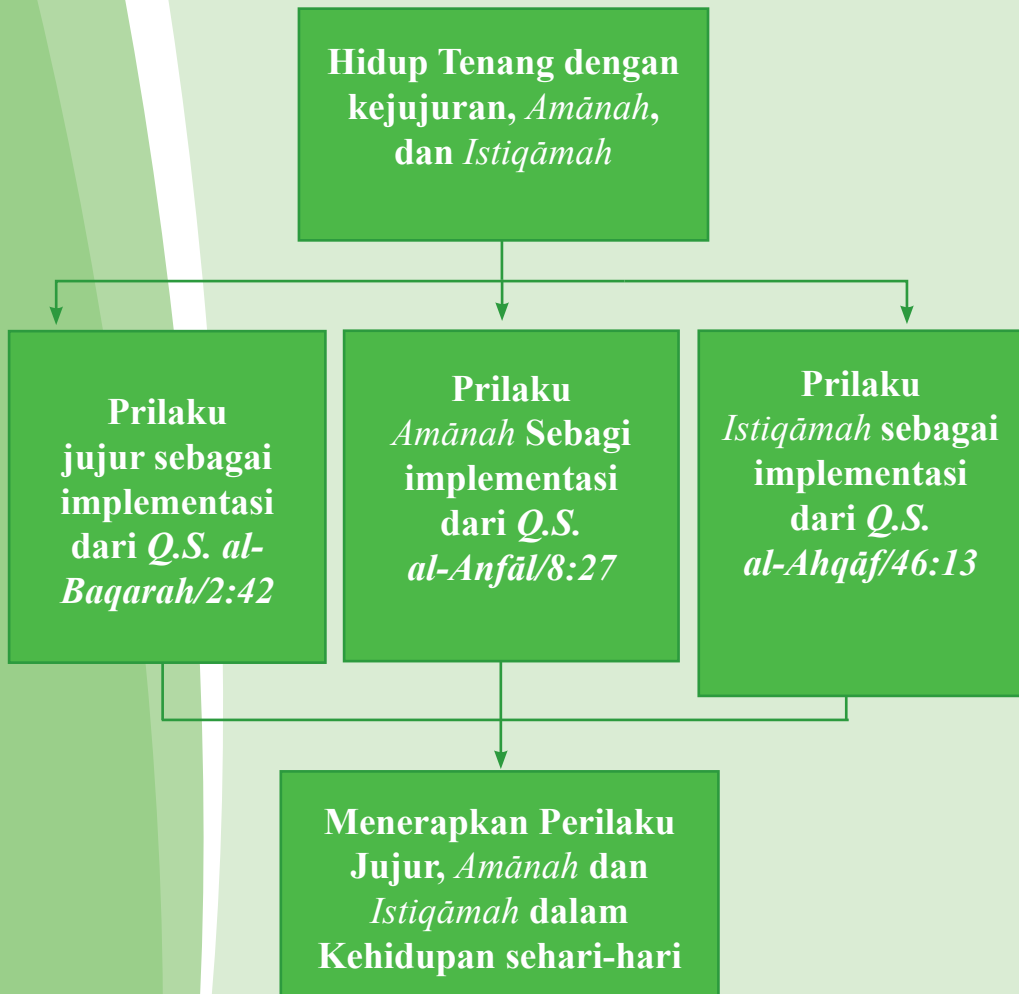 Hidup Tenang dengan
kejujuran, Amānah,
dan Istiqāmah
Prilaku
jujur sebagai
implementasi
dari Q.S. al-
Baqarah/2:42
Prilaku
Amānah Sebagi
implementasi
dari Q.S.
al-Anfāl/8:27
Prilaku
Istiqāmah sebagai
implementasi
dari Q.S.
al-Ahqāf/46:13
Menerapkan Perilaku
Jujur, Amānah dan
Istiqāmah dalam
Kehidupan sehari-hari